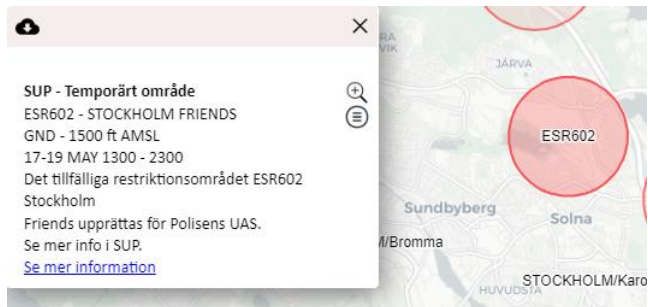 SUP - Temporärt område
ESR602 - STOCKHOLM FRIENDS
GND - 1500 ft AMSL
17-19 MAY 1300 - 2300
Det tillfälliga restriktionsområdet ESR602
Stockholm
Friends upprättas för Polisens UAS.
Se mer info i SUP.
Se mer information
JÄRVA
ESR602
Sundbyberg
Solna
M/Bromma
HUVUDSTA
STOCKHOLM/Karo